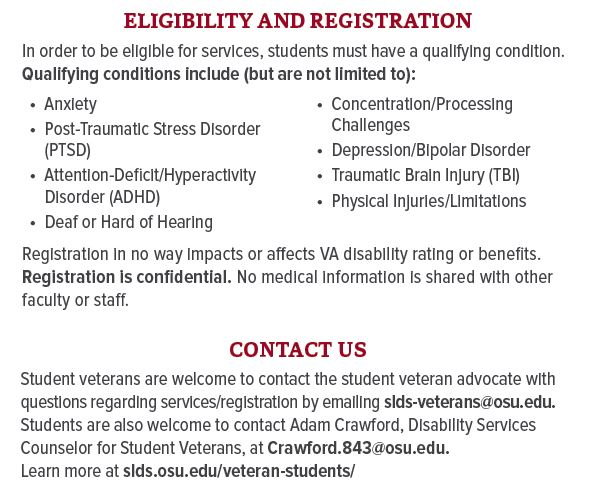 ELIGIBILITY AND REGISTRATION
In order to be eligible for services, students must have a qualifying condition.
Qualifying conditions include (but are not limited to):
• Anxiety
• Post-Traumatic Stress Disorder
(PTSD)
• Attention-Deficit/Hyperactivity
Disorder (ADHD)
• Deaf or Hard of Hearing
• Concentration/Processing
Challenges
• Depression/Bipolar Disorder
• Traumatic Brain Injury (TBI)
• Physical Injuries/Limitations
Registration in no way impacts or affects VA disability rating or benefits.
Registration is confidential. No medical information is shared with other
faculty or staff.
CONTACT US
Student veterans are welcome to contact the student veteran advocate with
questions regarding services/registration by emailing slds-veterans@osu.edu.
Students are also welcome to contact Adam Crawford, Disability Services
Counselor for Student Veterans, at Crawford.843@osu.edu.
Learn more at slds.osu.edu/veteran-students/